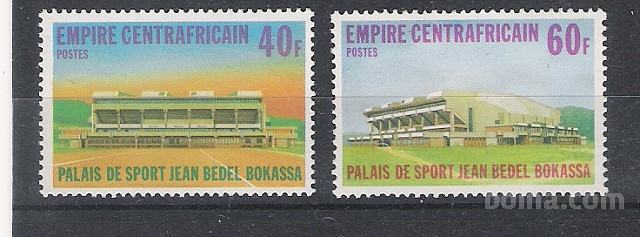 EMPIRE CENTRAFRICAIN 40F
POSTES
PALAIS DE SPORT JEAN BEDEL BOKASSA
EMPIRE CENTRAFRICAIN 60F
POSTES
PALAIS DE SPORT JEAN BEDEL BOKASSA
bolha.com